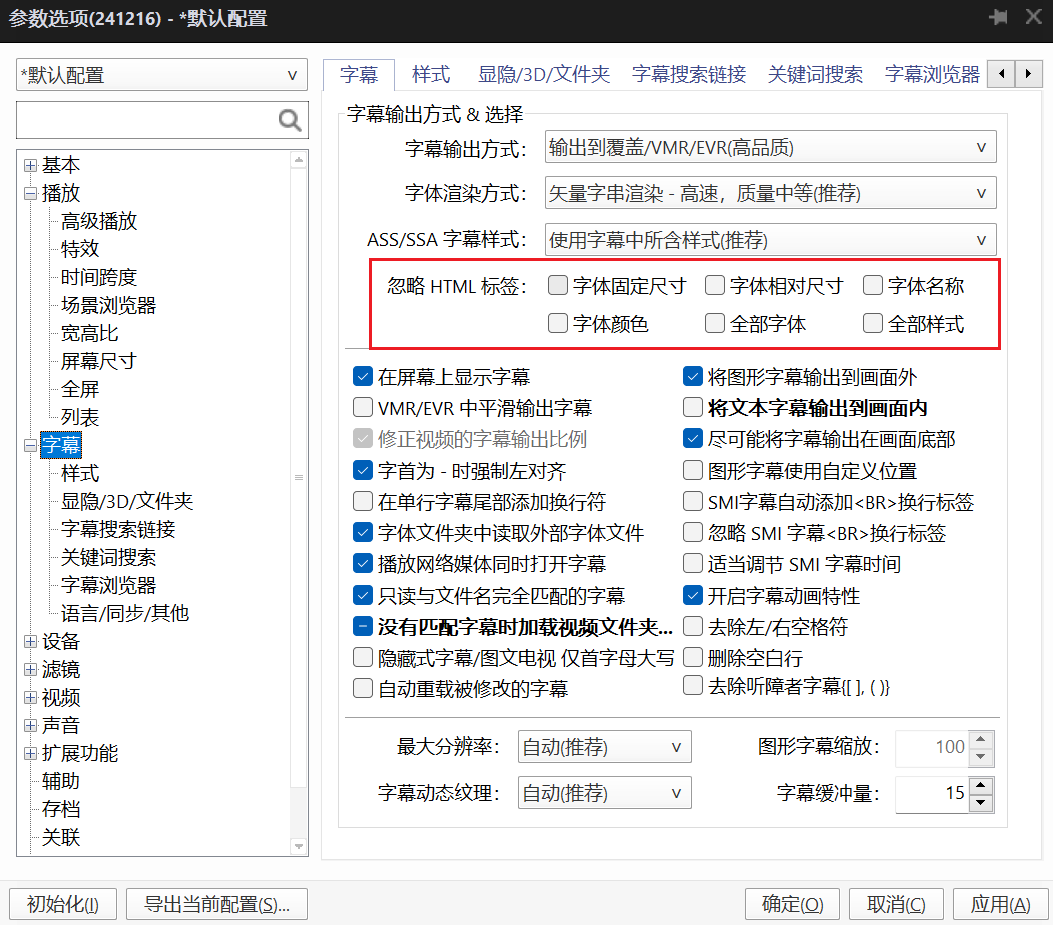 参数选项(241216) - *默认配置
*默认配置
基本
播放
高级播放
特效
时间跨度
场景浏览器
宽高比
屏幕尺寸
全屏
列表
字幕
样式
显隐/3D/文件夹
字幕搜索链接
关键词搜索
字幕浏览器
语言/同步/其他
设备
滤镜
视频
声音
扩展功能
辅助
存档
关联
字幕 样式 显隐/3D/文件夹 字幕搜索链接 关键词搜索 字幕浏览器
字幕输出方式 & 选择
字幕输出方式： 输出到覆盖/VMR/EVR(高品质)
字体渲染方式： 矢量字串渲染 - 高速，质量中等(推荐)
ASS/SSA 字幕样式： 使用字幕中所含样式(推荐)
忽略 HTML 标签： 字体固定尺寸 字体相对尺寸 字体名称
字体颜色 全部字体 全部样式
在屏幕上显示字幕 将图形字幕输出到画面外
VMR/EVR 中平滑输出字幕 将文本字幕输出到画面内
修正视频的字幕输出比例 尽可能将字幕输出在画面底部
字首为 - 时强制左对齐 图形字幕使用自定义位置
在单行字幕尾部添加换行符 SMI字幕自动添加<BR>换行标签
字体文件夹中读取外部字体文件 忽略 SMI 字幕<BR>换行标签
播放网络媒体同时打开字幕 适当调节 SMI 字幕时间
只读与文件名完全匹配的字幕 开启字幕动画特性
没有匹配字幕时加载视频文件夹... 去除左/右空格符
隐藏式字幕/图文电视 仅首字母大写 删除空白行
自动重载被修改的字幕 去除听障者字幕{[ ], ( )}
最大分辨率： 自动(推荐) 图形字幕缩放： 100
字幕动态纹理： 自动(推荐) 字幕缓冲量： 15
初始化(I) 导出当前配置(S)... 确定(O) 取消(C) 应用(A)